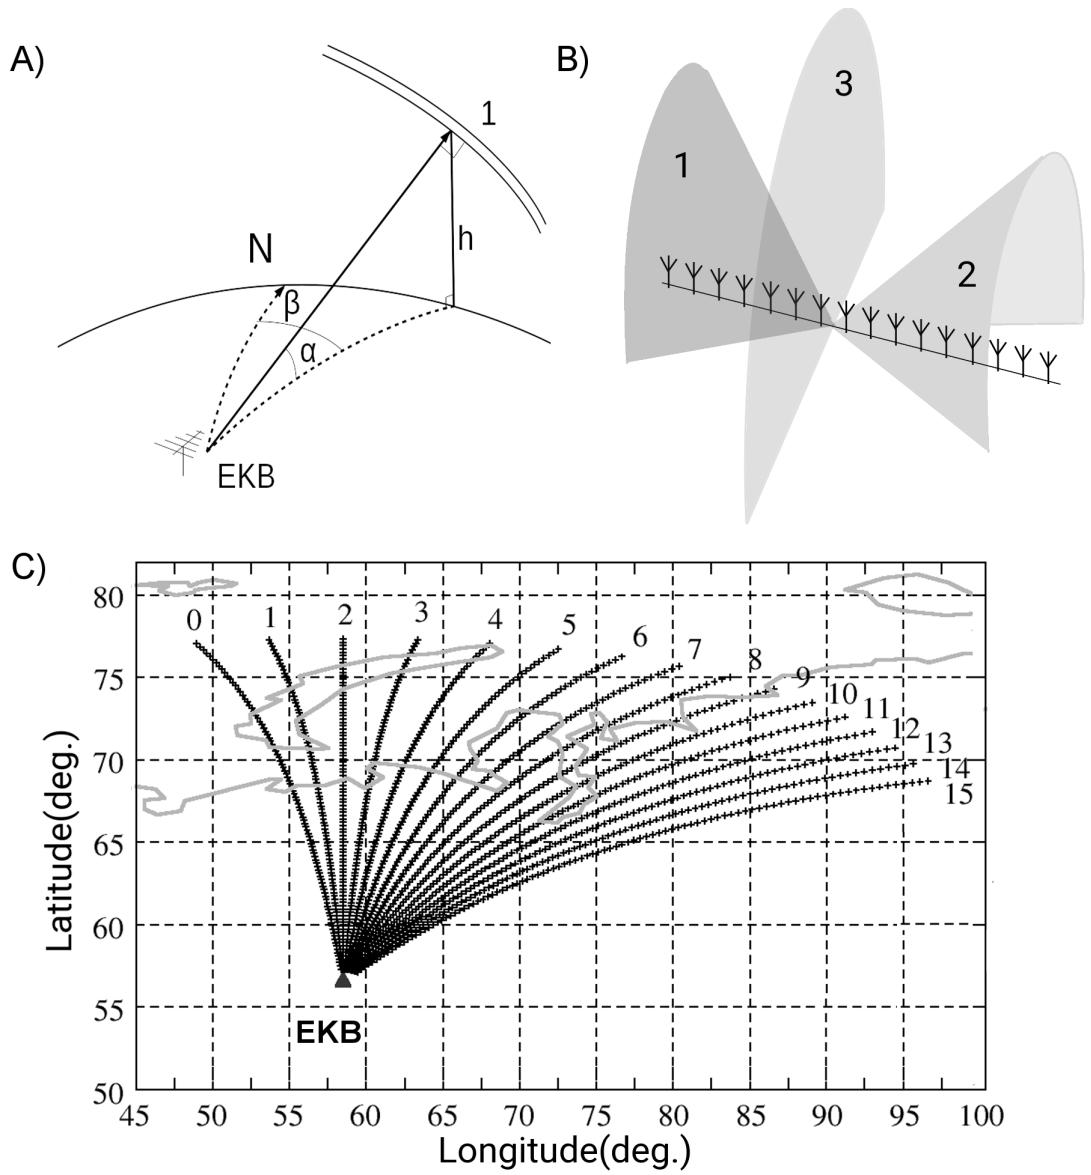 A)
1
N
h
β
α
EKB
B)
3
1
2
C)
80
75
70
65
60
55
50
Latitude(deg.)
0 1 2 3 4 5 6 7 8 9 10 11 12 13 14 15
EKB
45 50 55 60 65 70 75 80 85 90 95 100
Longitude(deg.)